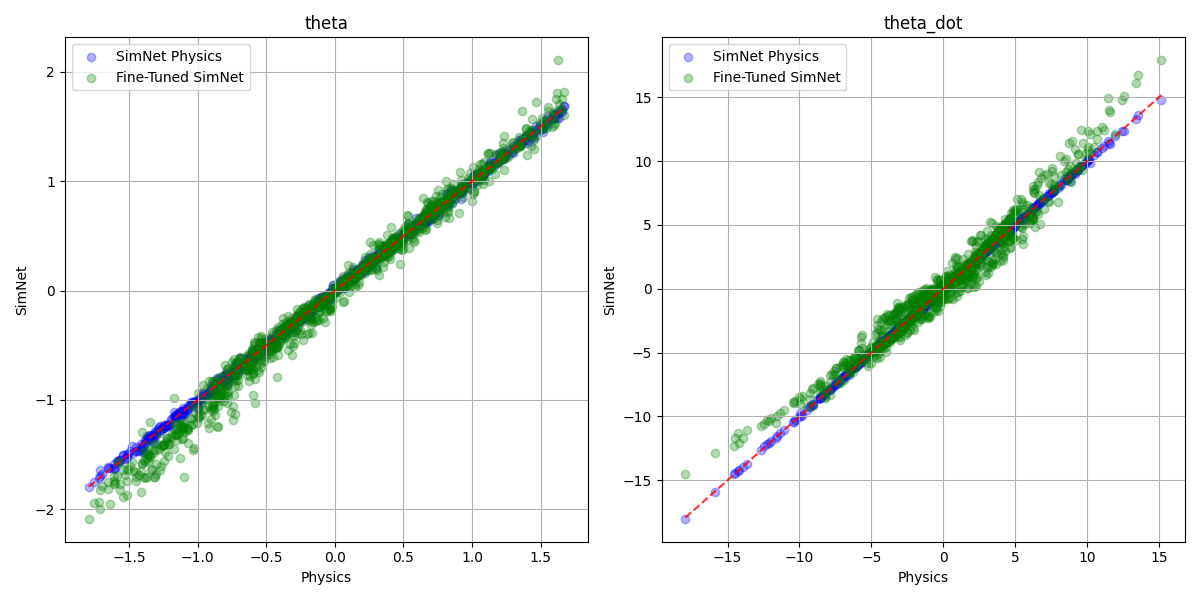 theta
SimNet Physics
Fine-Tuned SimNet
SimNet
2
1
0
−1
−2
−1.5
−1.0
−0.5
0.0
0.5
1.0
1.5
Physics
theta_dot
SimNet Physics
Fine-Tuned SimNet
SimNet
15
10
5
0
−5
−10
−15
−15
−10
−5
0
5
10
15
Physics